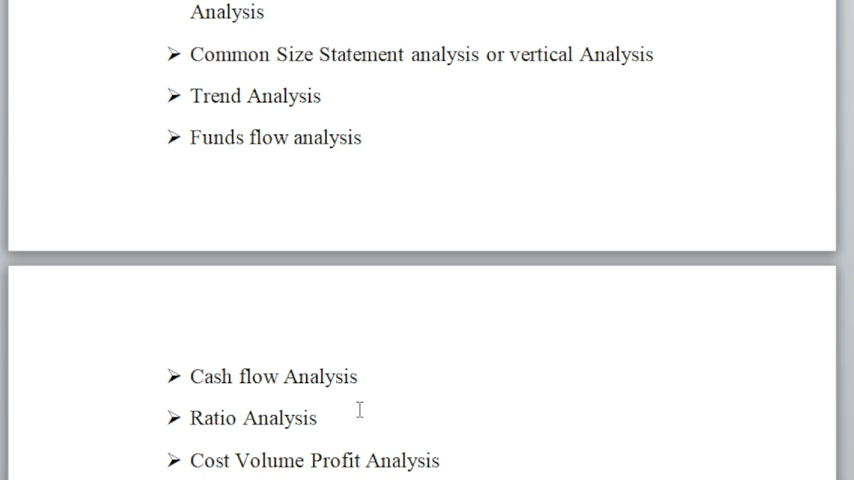 Analysis
➢ Common Size Statement analysis or vertical Analysis
➢ Trend Analysis
➢ Funds flow analysis
➢ Cash flow Analysis
➢ Ratio Analysis
➢ Cost Volume Profit Analysis